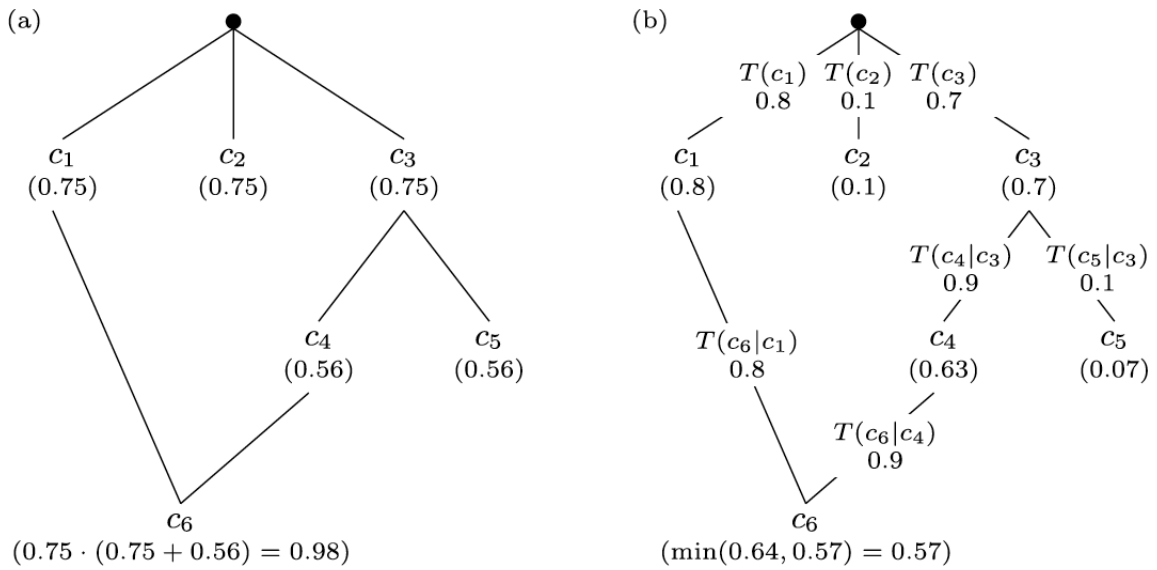 (a)
c₁
(0.75)
c₂
(0.75)
c₃
(0.75)
c₄
(0.56)
c₅
(0.56)
c₆
(0.75 · (0.75 + 0.56) = 0.98)
(b)
T(c₁)
0.8
T(c₂)
0.1
T(c₃)
0.7
c₁
(0.8)
c₂
(0.1)
c₃
(0.7)
T(c₄|c₃)
0.9
T(c₅|c₃)
0.1
T(c₆|c₁)
0.8
c₄
(0.63)
c₅
(0.07)
T(c₆|c₄)
0.9
c₆
(min(0.64, 0.57) = 0.57)